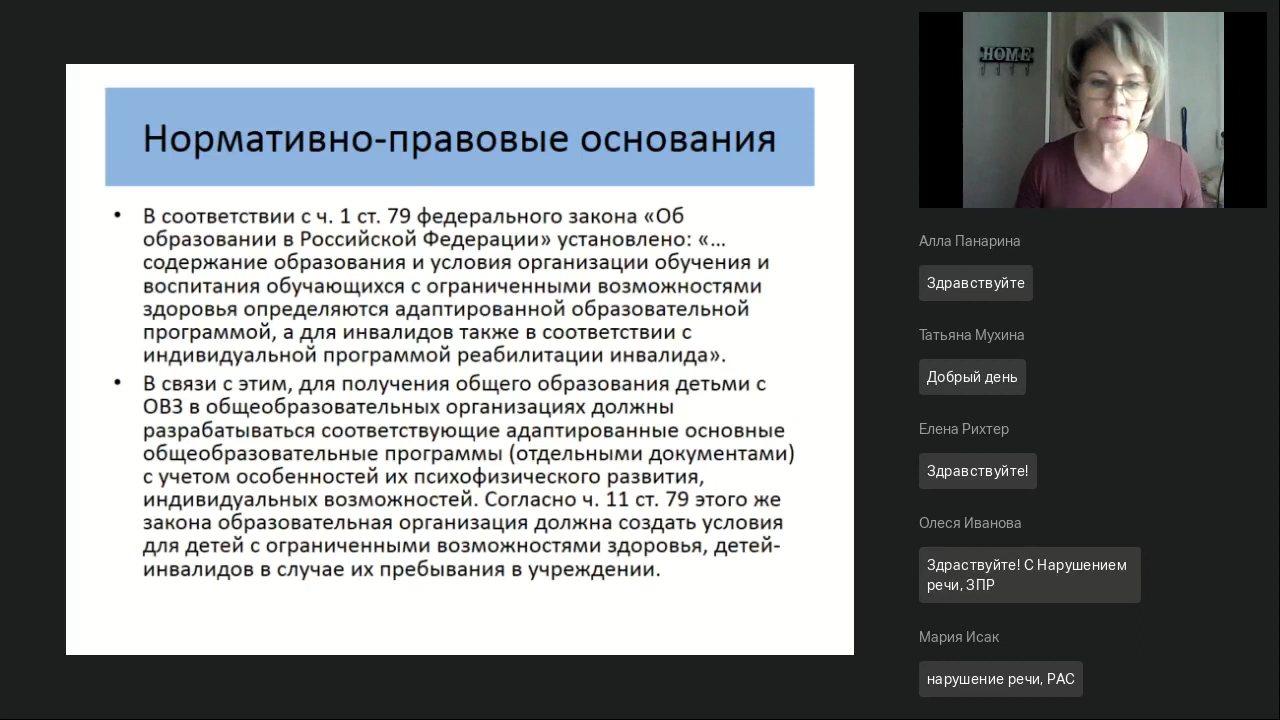 Нормативно-правовые основания
• В соответствии с ч. 1 ст. 79 федерального закона «Об
образовании в Российской Федерации» установлено: «…
содержание образования и условия организации обучения и
воспитания обучающихся с ограниченными возможностями
здоровья определяются адаптированной образовательной
программой, а для инвалидов также в соответствии с
индивидуальной программой реабилитации инвалида».
• В связи с этим, для получения общего образования детьми с
ОВЗ в общеобразовательных организациях должны
разрабатываться соответствующие адаптированные основные
общеобразовательные программы (отдельными документами)
с учетом особенностей их психофизического развития,
индивидуальных возможностей. Согласно ч. 11 ст. 79 этого же
закона образовательная организация должна создать условия
для детей с ограниченными возможностями здоровья, детей-
инвалидов в случае их пребывания в учреждении.
HOME
Алла Панарина
Здравствуйте
Татьяна Мухина
Добрый день
Елена Рихтер
Здравствуйте!
Олеся Иванова
Здраствуйте! С Нарушением
речи, ЗПР
Мария Исак
нарушение речи, РАС